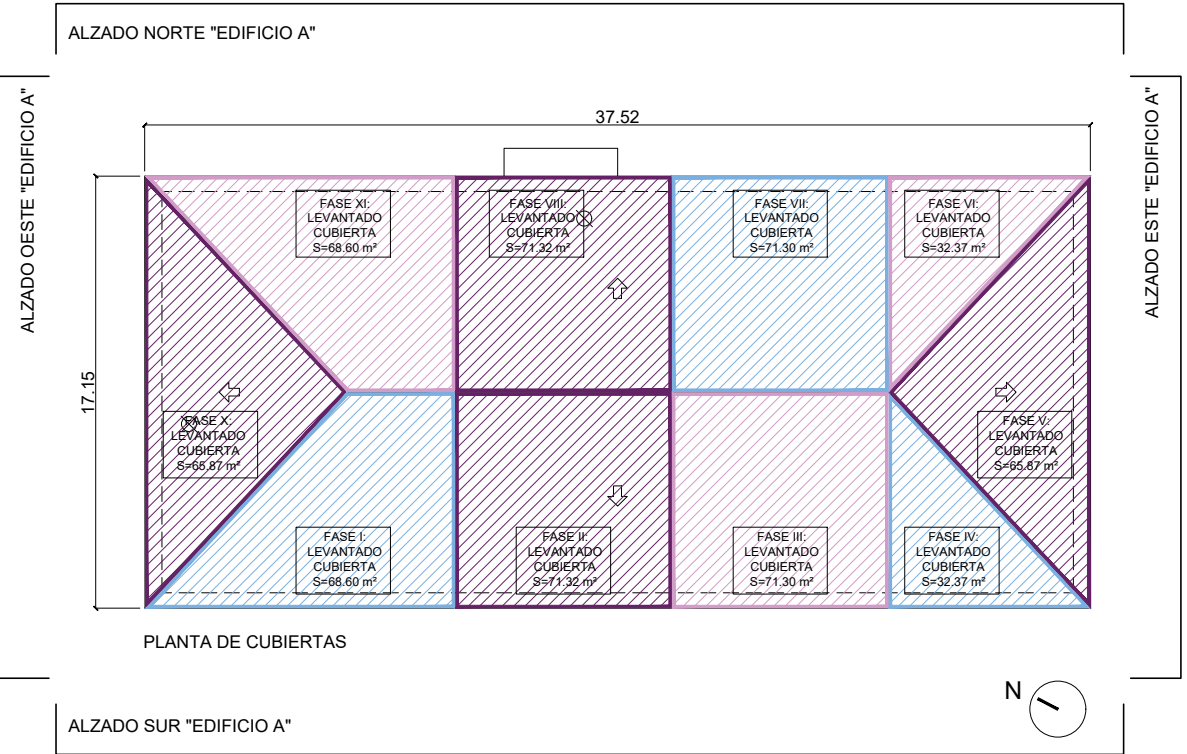 ALZADO NORTE "EDIFICIO A"
ALZADO OESTE "EDIFICIO A"
ALZADO ESTE "EDIFICIO A"
37.52
17.15
FASE XI:
LEVANTADO
CUBIERTA
S=68.60 m²
FASE VIII:
LEVANTADO
CUBIERTA
S=71.32 m²
FASE VII:
LEVANTADO
CUBIERTA
S=71.30 m²
FASE VI:
LEVANTADO
CUBIERTA
S=32.37 m²
FASE X:
LEVANTADO
CUBIERTA
S=65.87 m²
FASE V:
LEVANTADO
CUBIERTA
S=65.87 m²
FASE I:
LEVANTADO
CUBIERTA
S=68.60 m²
FASE II:
LEVANTADO
CUBIERTA
S=71.32 m²
FASE III:
LEVANTADO
CUBIERTA
S=71.30 m²
FASE IV:
LEVANTADO
CUBIERTA
S=32.37 m²
PLANTA DE CUBIERTAS
N
ALZADO SUR "EDIFICIO A"